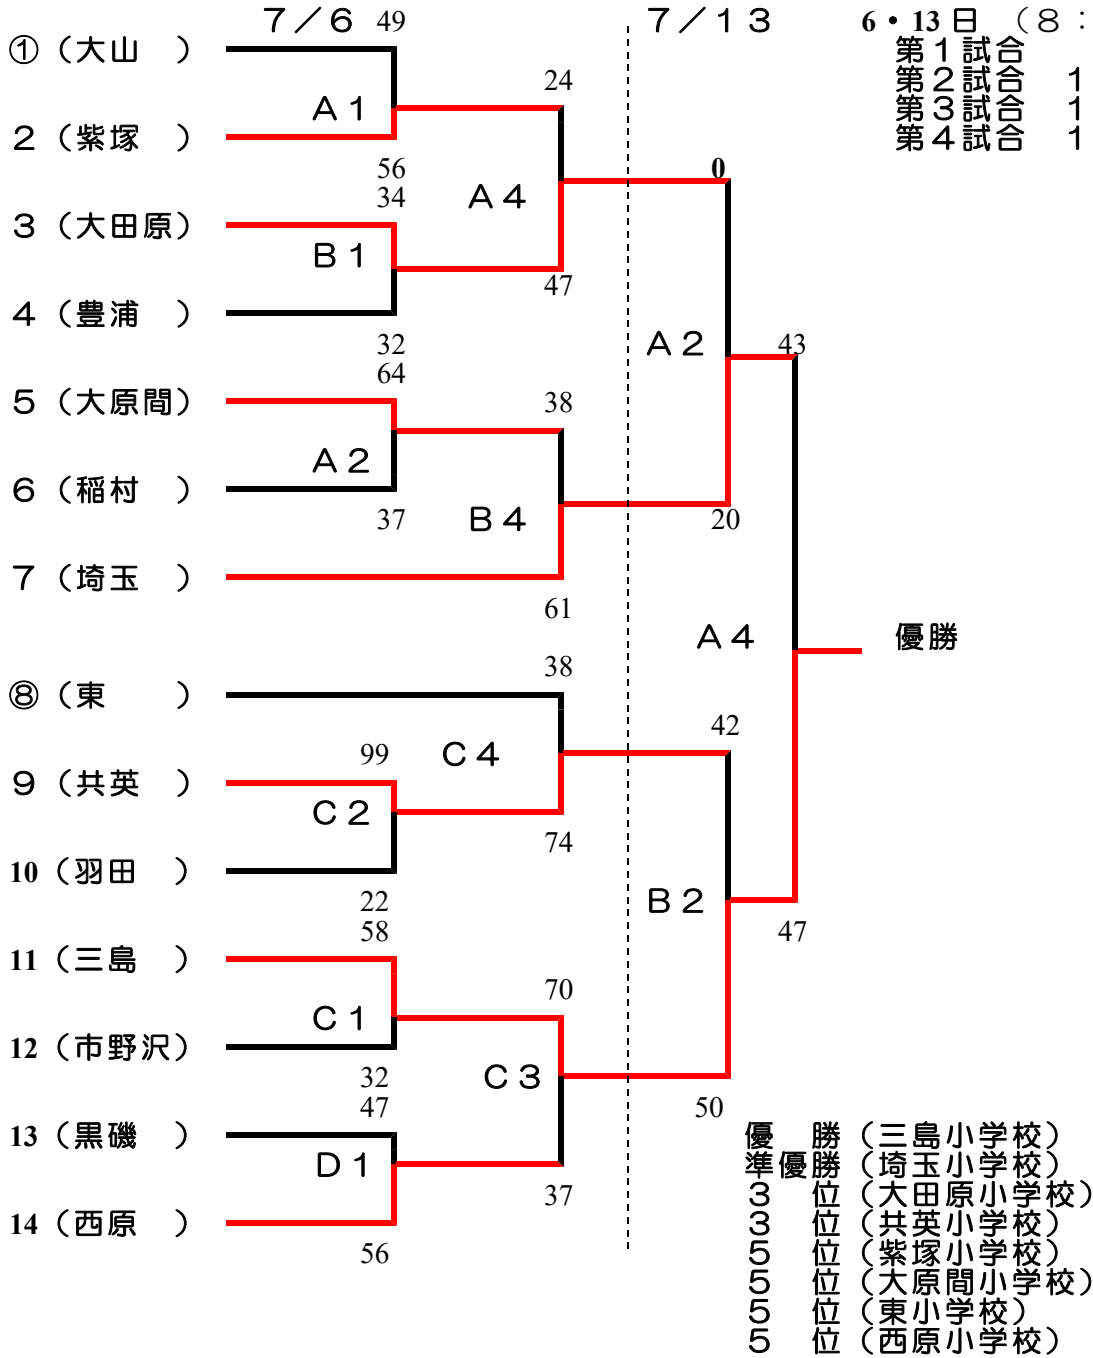 ７／６ 49 ７／１３ 6・13日 （８：
①（大山　） 第１試合
24 第２試合　１
Ａ１ 第３試合　１
２（紫塚　） 第４試合　１
56 0
34 Ａ４
３（大田原）
Ｂ１
47
４（豊浦　）
32 Ａ２ 43
64
５（大原間） 38
Ａ２
６（稲村　）
37 Ｂ４ 20
７（埼玉　）
61
Ａ４ 優勝
38
⑧（東　　）
42
99 Ｃ４
９（共英　）
Ｃ２
74
10（羽田　）
22 Ｂ２
58 47
11（三島　）
70
Ｃ１
12（市野沢）
32 Ｃ３
47 50
13（黒磯　） 優　勝（三島小学校）
Ｄ１ 準優勝（埼玉小学校）
37 ３　位（大田原小学校）
14（西原　） ３　位（共英小学校）
56 ５　位（紫塚小学校）
５　位（大原間小学校）
５　位（東小学校）
５　位（西原小学校）